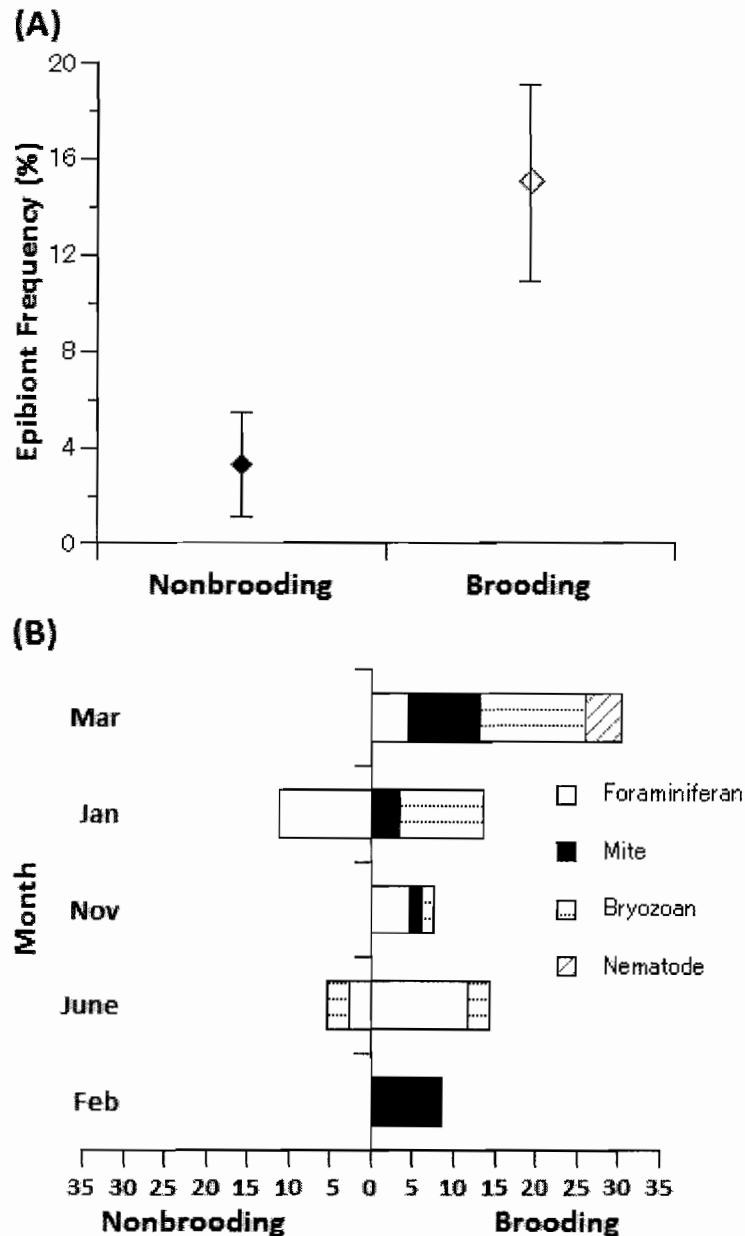 (A)
Epibiont Frequency (%)
20
16
12
8
4
0
Nonbrooding Brooding
(B)
Month
Mar
Jan
Nov
June
Feb
Foraminiferan
Mite
Bryozoan
Nematode
35 30 25 20 15 10 5 0 5 10 15 20 25 30 35
Nonbrooding Brooding